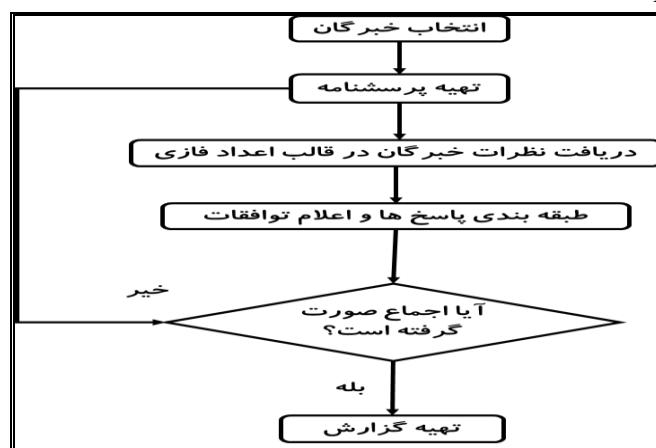 انتخاب خبرگان
تهیه پرسشنامه
دریافت نظرات خبرگان در قالب اعداد فازی
طبقه بندی پاسخ ها و اعلام توافقات
خیر
آیا اجماع صورت
گرفته است؟
بله
تهیه گزارش